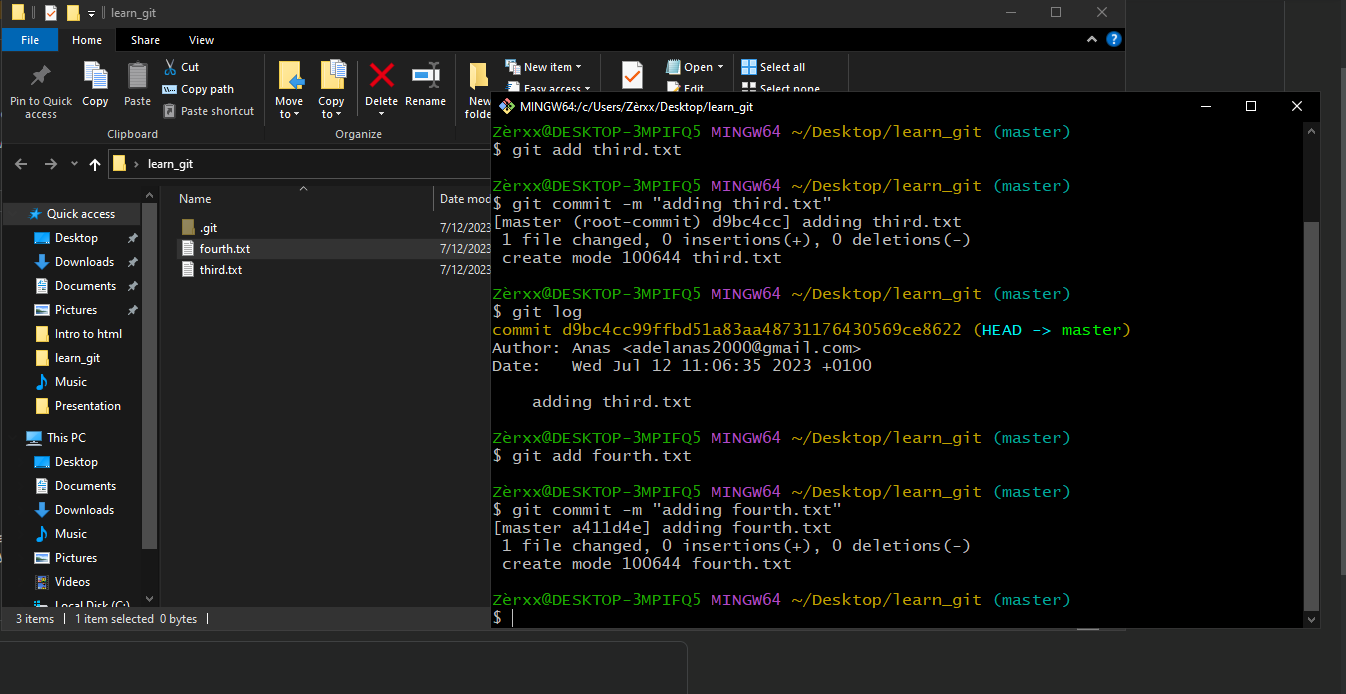 learn_git
File Home Share View
Pin to Quick access
Copy
Paste
Cut
Copy path
Paste shortcut
Clipboard
Move to
Copy to
Delete
Rename
Organize
New folde
New item
Easy access
Open
Edit
Select all
Select none
learn_git
Quick access
Desktop
Downloads
Documents
Pictures
Intro to html
learn_git
Music
Presentation
This PC
Desktop
Documents
Downloads
Music
Pictures
Videos
Local Disk (C:)
Name Date mod
.git 7/12/2023
fourth.txt 7/12/2023
third.txt 7/12/2023
3 items 1 item selected 0 bytes
MINGW64:/c/Users/Zèrxx/Desktop/learn_git
Zèrxx@DESKTOP-3MPIFQ5 MINGW64 ~/Desktop/learn_git (master)
$ git add third.txt
Zèrxx@DESKTOP-3MPIFQ5 MINGW64 ~/Desktop/learn_git (master)
$ git commit -m "adding third.txt"
[master (root-commit) d9bc4cc] adding third.txt
1 file changed, 0 insertions(+), 0 deletions(-)
create mode 100644 third.txt
Zèrxx@DESKTOP-3MPIFQ5 MINGW64 ~/Desktop/learn_git (master)
$ git log
commit d9bc4cc99ffbd51a83aa48731176430569ce8622 (HEAD -> master)
Author: Anas <adelanas2000@gmail.com>
Date: Wed Jul 12 11:06:35 2023 +0100
adding third.txt
Zèrxx@DESKTOP-3MPIFQ5 MINGW64 ~/Desktop/learn_git (master)
$ git add fourth.txt
Zèrxx@DESKTOP-3MPIFQ5 MINGW64 ~/Desktop/learn_git (master)
$ git commit -m "adding fourth.txt"
[master a411d4e] adding fourth.txt
1 file changed, 0 insertions(+), 0 deletions(-)
create mode 100644 fourth.txt
Zèrxx@DESKTOP-3MPIFQ5 MINGW64 ~/Desktop/learn_git (master)
$